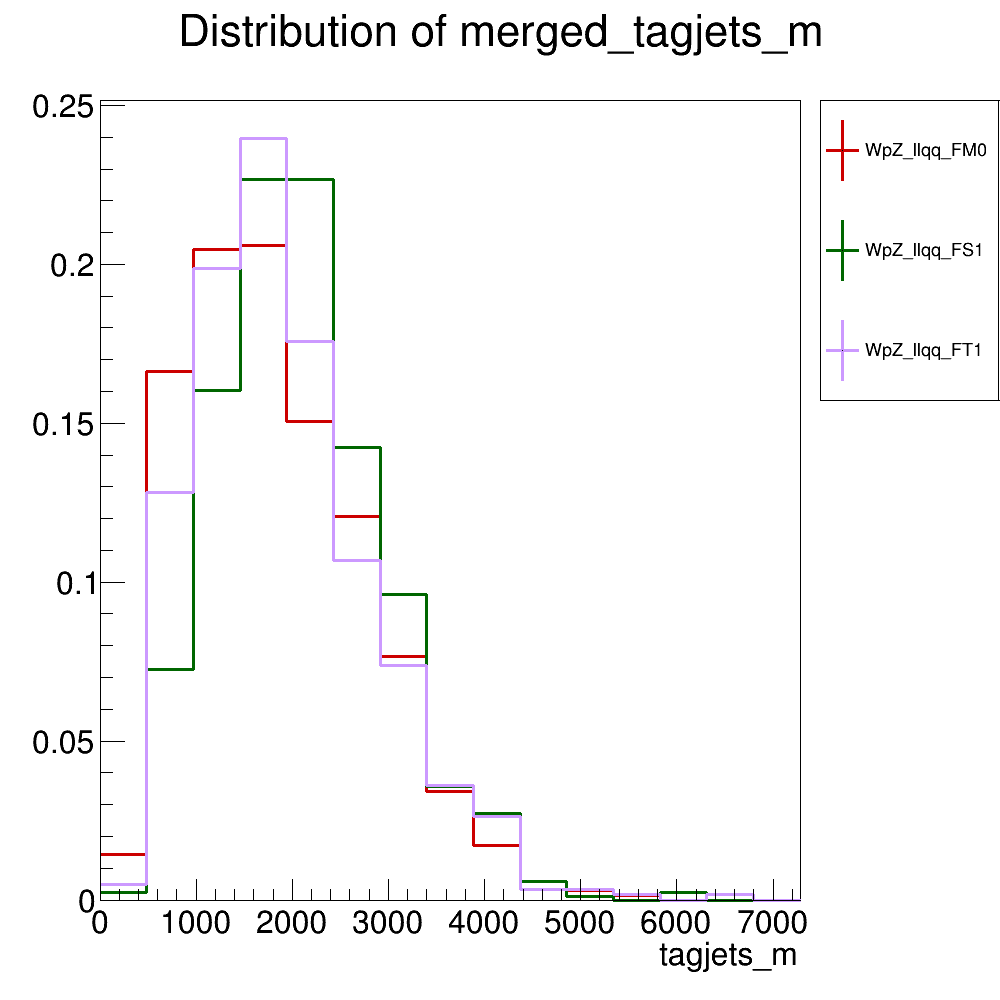 Distribution of merged_tagjets_m
0.25
0.2
0.15
0.1
0.05
0
0 1000 2000 3000 4000 5000 6000 7000
tagjets_m
WpZ_llqq_FM0
WpZ_llqq_FS1
WpZ_llqq_FT1